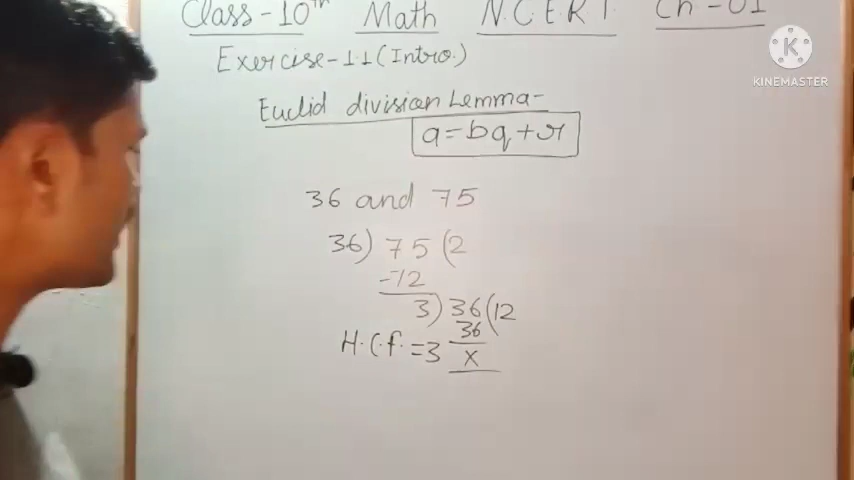 Class-10th Math N.C.E.R.T. Ch-01
Exercise-1.1 (Intro.)
Euclid division Lemma-
a=bq+r
36 and 75
36) 75 (2
-72
3) 36 (12
36
H.C.f. =3 x
K
KINEMASTER